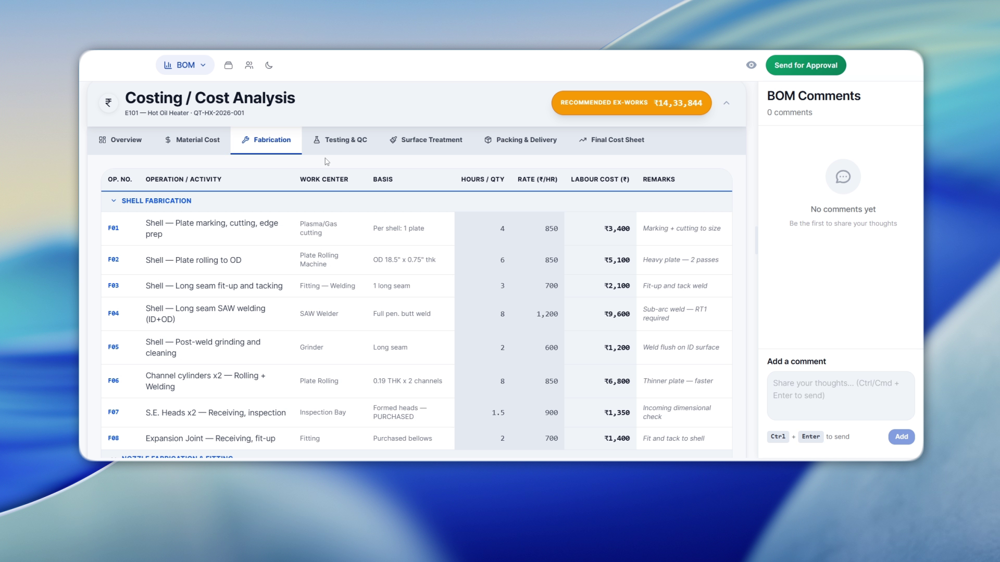 BOM
Send for Approval
₹
Costing / Cost Analysis
E101 — Hot Oil Heater · QT-HX-2026-001
RECOMMENDED EX-WORKS ₹14,33,844
Overview
Material Cost
Fabrication
Testing & QC
Surface Treatment
Packing & Delivery
Final Cost Sheet
OP. NO. OPERATION / ACTIVITY WORK CENTER BASIS HOURS / QTY RATE (₹/HR) LABOUR COST (₹) REMARKS
SHELL FABRICATION
F01 Shell — Plate marking, cutting, edge prep Plasma/Gas cutting Per shell: 1 plate 4 850 ₹3,400 Marking + cutting to size
F02 Shell — Plate rolling to OD Plate Rolling Machine OD 18.5" x 0.75" thk 6 850 ₹5,100 Heavy plate — 2 passes
F03 Shell — Long seam fit-up and tacking Fitting — Welding 1 long seam 3 700 ₹2,100 Fit-up and tack weld
F04 Shell — Long seam SAW welding (ID+OD) SAW Welder Full pen. butt weld 8 1,200 ₹9,600 Sub-arc weld — RT1 required
F05 Shell — Post-weld grinding and cleaning Grinder Long seam 2 600 ₹1,200 Weld flush on ID surface
F06 Channel cylinders x2 — Rolling + Welding Plate Rolling 0.19 THK x 2 channels 8 850 ₹6,800 Thinner plate — faster
F07 S.E. Heads x2 — Receiving, inspection Inspection Bay Formed heads — PURCHASED 1.5 900 ₹1,350 Incoming dimensional check
F08 Expansion Joint — Receiving, fit-up Fitting Purchased bellows 2 700 ₹1,400 Fit and tack to shell
NOZZLE FABRICATION & FITTING
BOM Comments
0 comments
No comments yet
Be the first to share your thoughts
Add a comment
Share your thoughts... (Ctrl/Cmd +
Enter to send)
Ctrl + Enter to send
Add